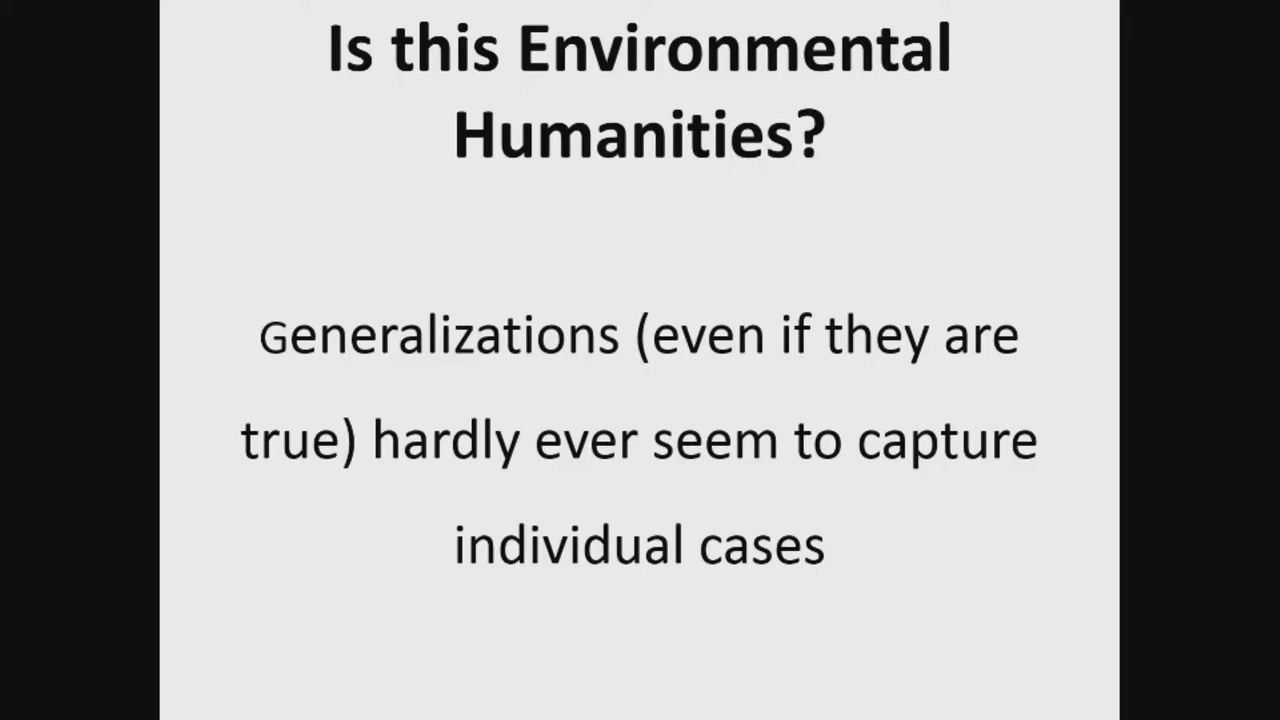 Is this Environmental
Humanities?
Generalizations (even if they are
true) hardly ever seem to capture
individual cases